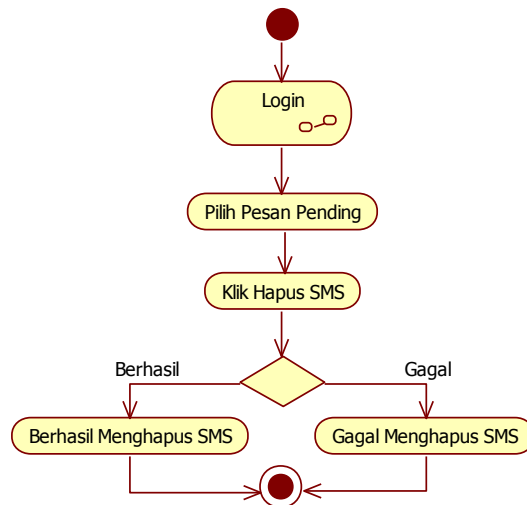 Login
Pilih Pesan Pending
Klik Hapus SMS
Berhasil
Gagal
Berhasil Menghapus SMS
Gagal Menghapus SMS